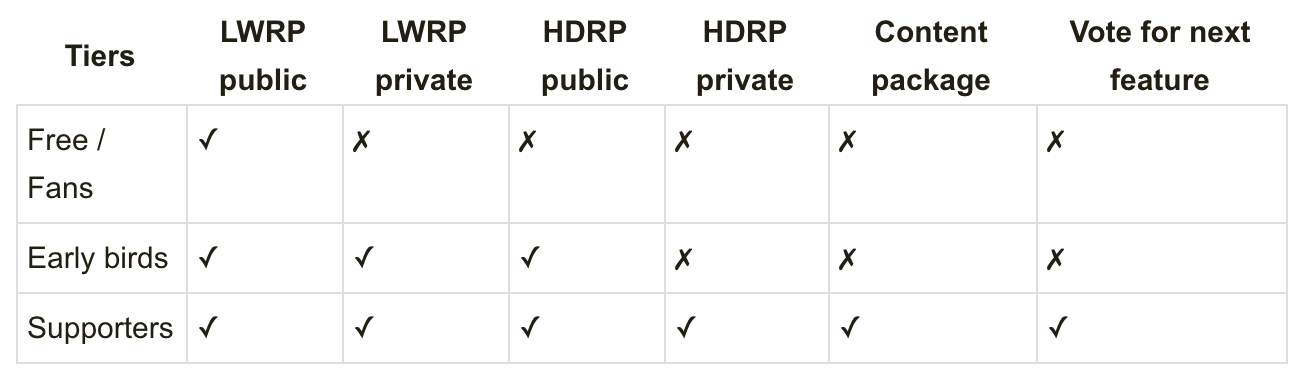 Tiers LWRP public LWRP private HDRP public HDRP private Content package Vote for next feature
Free / Fans ✓ ✗ ✗ ✗ ✗ ✗
Early birds ✓ ✓ ✓ ✗ ✗ ✗
Supporters ✓ ✓ ✓ ✓ ✓ ✓